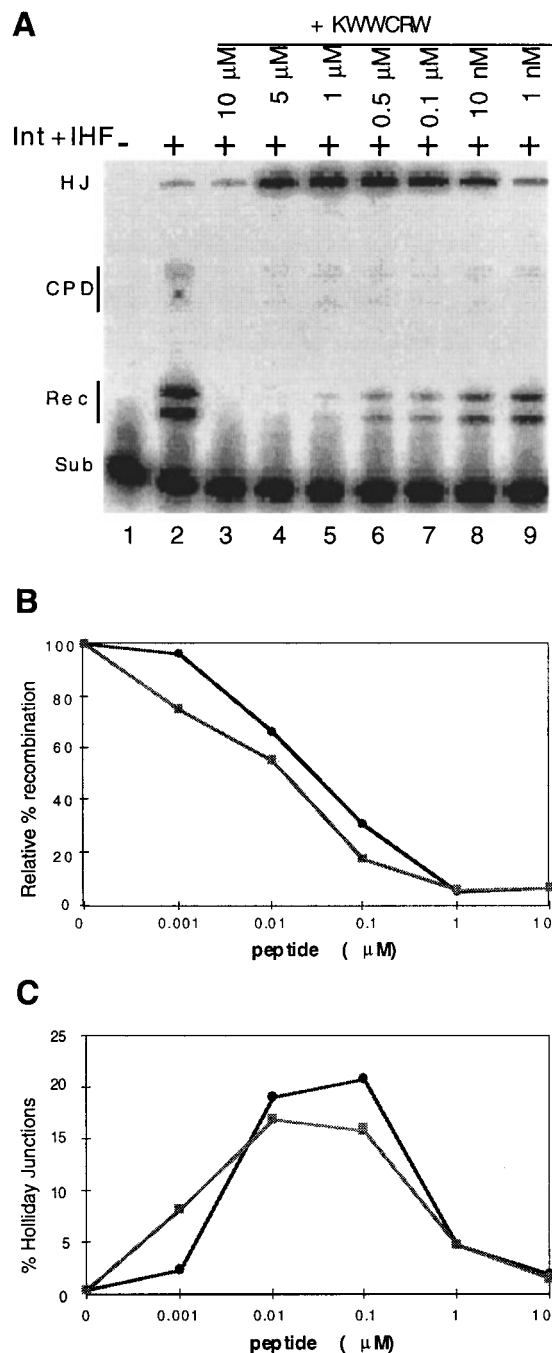 A
+ KWWCRW
10 μM 5 μM 1 μM 0.5 μM 0.1 μM 10 nM 1 nM
Int + IHF - + + + + + + + +
HJ
CPD
Rec
Sub
1 2 3 4 5 6 7 8 9
B
Relative % recombination
100
80
60
40
20
0
0 0.001 0.01 0.1 1 10
peptide ( μM)
C
% Holliday Junctions
25
20
15
10
5
0
0 0.001 0.01 0.1 1 10
peptide ( μM)